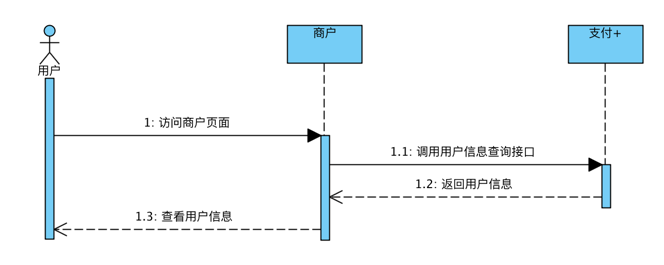 商户
支付+
用户
1: 访问商户页面
1.1: 调用用户信息查询接口
1.2: 返回用户信息
1.3: 查看用户信息